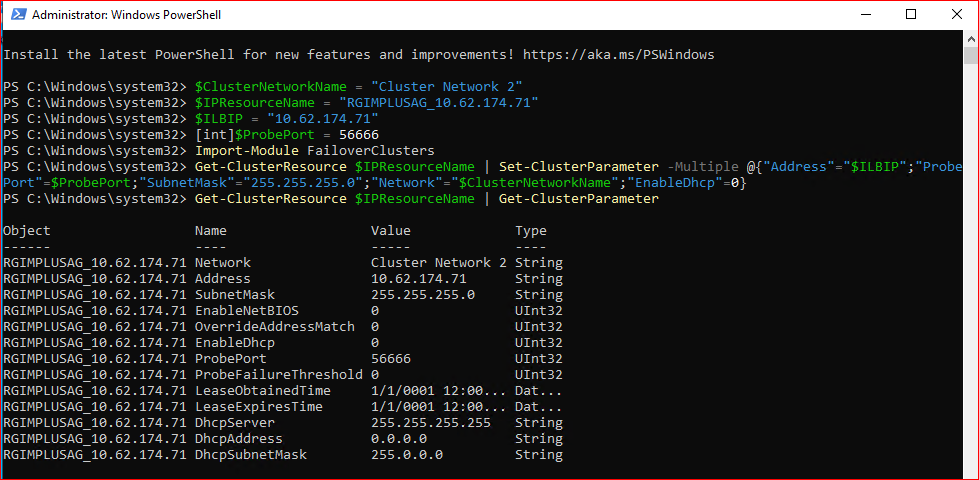 Administrator: Windows PowerShell
Install the latest PowerShell for new features and improvements! https://aka.ms/PSWindows
PS C:\Windows\system32> $ClusterNetworkName = "Cluster Network 2"
PS C:\Windows\system32> $IPResourceName = "RGIMPLUSAG_10.62.174.71"
PS C:\Windows\system32> $ILBIP = "10.62.174.71"
PS C:\Windows\system32> [int]$ProbePort = 56666
PS C:\Windows\system32> Import-Module FailoverClusters
PS C:\Windows\system32> Get-ClusterResource $IPResourceName | Set-ClusterParameter -Multiple @{"Address"="$ILBIP";"Probe
Port"=$ProbePort;"SubnetMask"="255.255.255.0";"Network"="$ClusterNetworkName";"EnableDhcp"=0}
PS C:\Windows\system32> Get-ClusterResource $IPResourceName | Get-ClusterParameter
Object Name Value Type
------ ---- ----- ----
RGIMPLUSAG_10.62.174.71 Network Cluster Network 2 String
RGIMPLUSAG_10.62.174.71 Address 10.62.174.71 String
RGIMPLUSAG_10.62.174.71 SubnetMask 255.255.255.0 String
RGIMPLUSAG_10.62.174.71 EnableNetBIOS 0 UInt32
RGIMPLUSAG_10.62.174.71 OverrideAddressMatch 0 UInt32
RGIMPLUSAG_10.62.174.71 EnableDhcp 0 UInt32
RGIMPLUSAG_10.62.174.71 ProbePort 56666 UInt32
RGIMPLUSAG_10.62.174.71 ProbeFailureThreshold 0 UInt32
RGIMPLUSAG_10.62.174.71 LeaseObtainedTime 1/1/0001 12:00... Dat...
RGIMPLUSAG_10.62.174.71 LeaseExpiresTime 1/1/0001 12:00... Dat...
RGIMPLUSAG_10.62.174.71 DhcpServer 255.255.255.255 String
RGIMPLUSAG_10.62.174.71 DhcpAddress 0.0.0.0 String
RGIMPLUSAG_10.62.174.71 DhcpSubnetMask 255.0.0.0 String